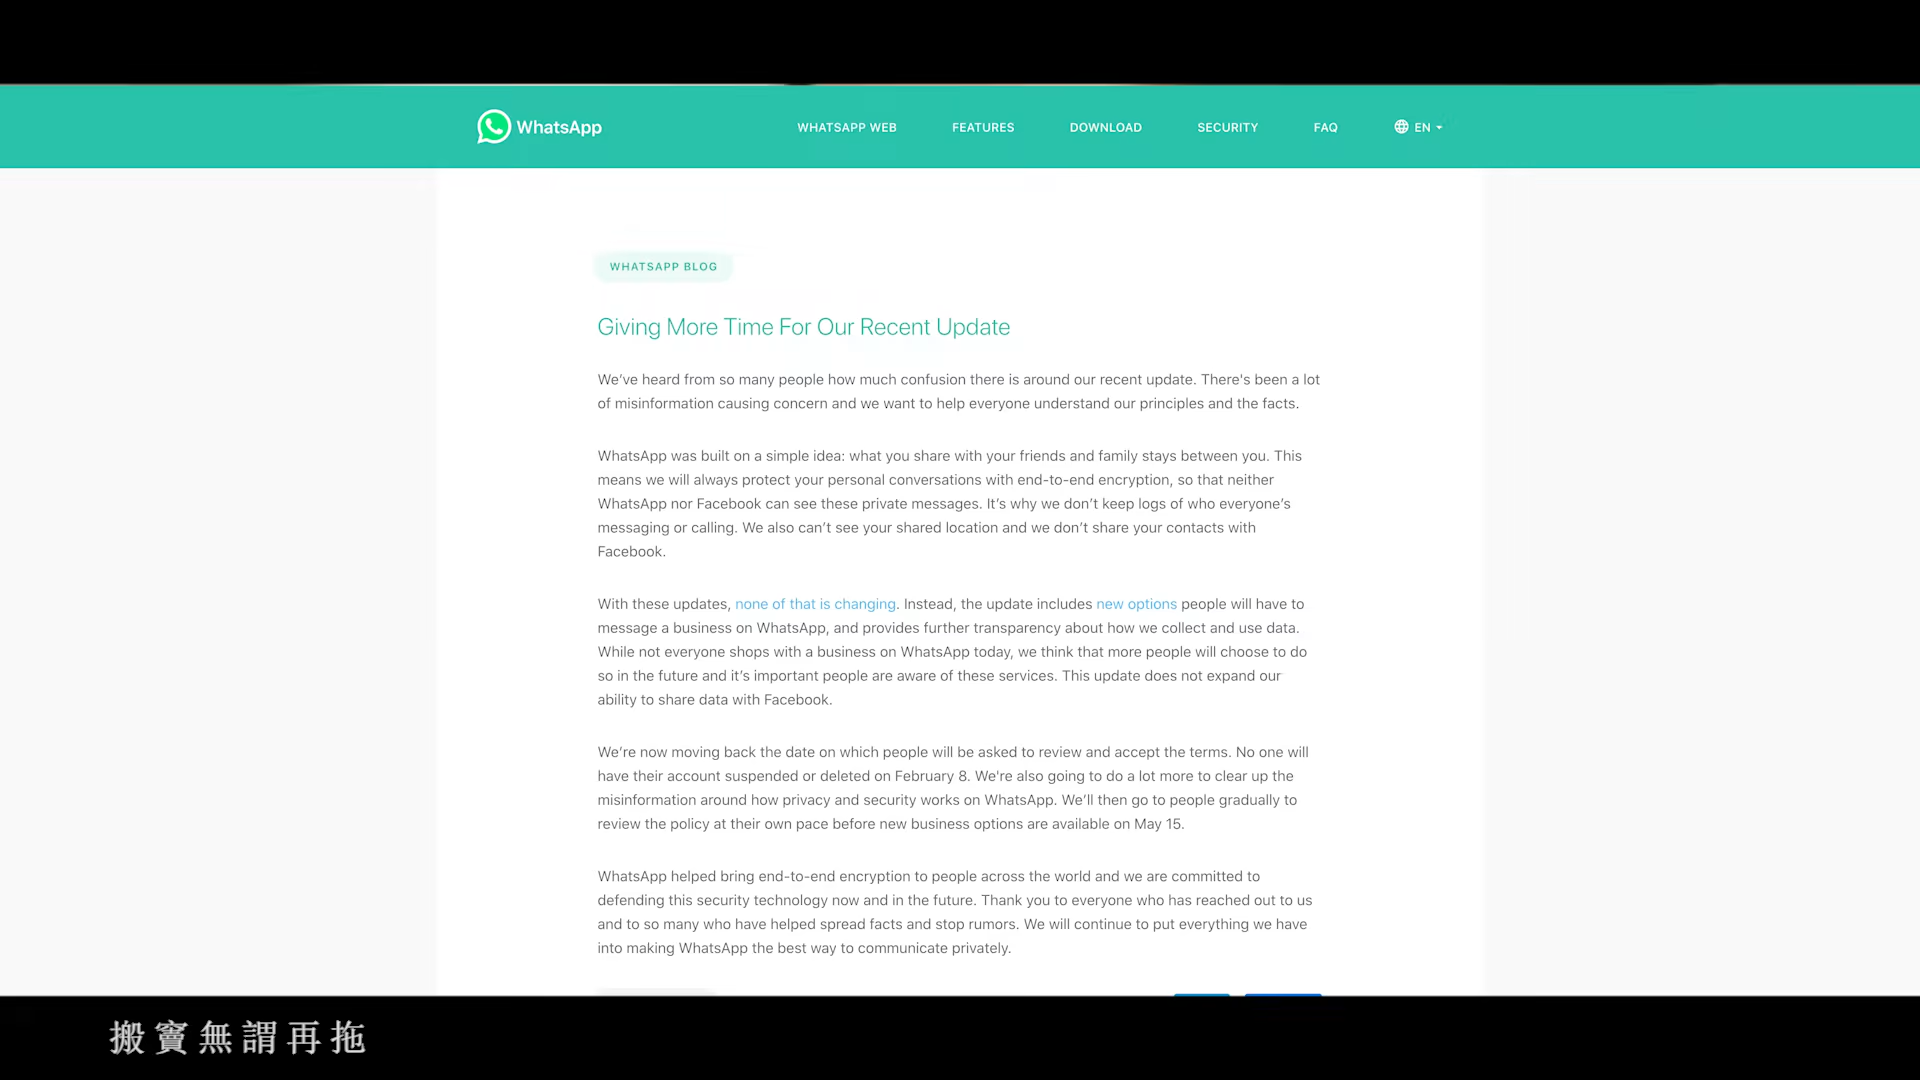 WhatsApp
WHATSAPP WEB
FEATURES
DOWNLOAD
SECURITY
FAQ
EN
WHATSAPP BLOG
Giving More Time For Our Recent Update
We’ve heard from so many people how much confusion there is around our recent update. There's been a lot
of misinformation causing concern and we want to help everyone understand our principles and the facts.
WhatsApp was built on a simple idea: what you share with your friends and family stays between you. This
means we will always protect your personal conversations with end-to-end encryption, so that neither
WhatsApp nor Facebook can see these private messages. It’s why we don’t keep logs of who everyone’s
messaging or calling. We also can’t see your shared location and we don’t share your contacts with
Facebook.
With these updates, none of that is changing. Instead, the update includes new options people will have to
message a business on WhatsApp, and provides further transparency about how we collect and use data.
While not everyone shops with a business on WhatsApp today, we think that more people will choose to do
so in the future and it’s important people are aware of these services. This update does not expand our
ability to share data with Facebook.
We’re now moving back the date on which people will be asked to review and accept the terms. No one will
have their account suspended or deleted on February 8. We're also going to do a lot more to clear up the
misinformation around how privacy and security works on WhatsApp. We’ll then go to people gradually to
review the policy at their own pace before new business options are available on May 15.
WhatsApp helped bring end-to-end encryption to people across the world and we are committed to
defending this security technology now and in the future. Thank you to everyone who has reached out to us
and to so many who have helped spread facts and stop rumors. We will continue to put everything we have
into making WhatsApp the best way to communicate privately.
搬竇無謂再拖